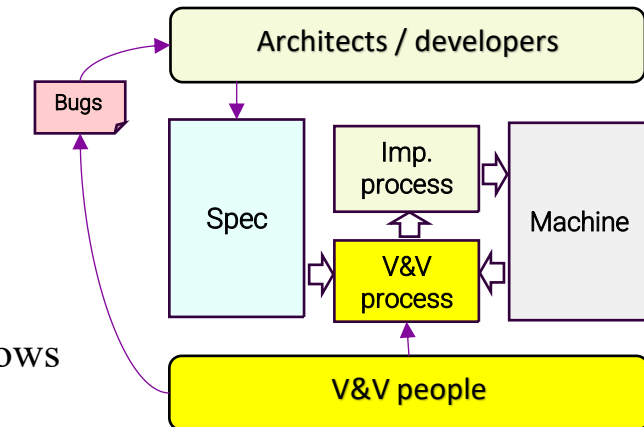 Architects / developers
Bugs
Spec
Imp.
process
Machine
V&V
process
V&V people